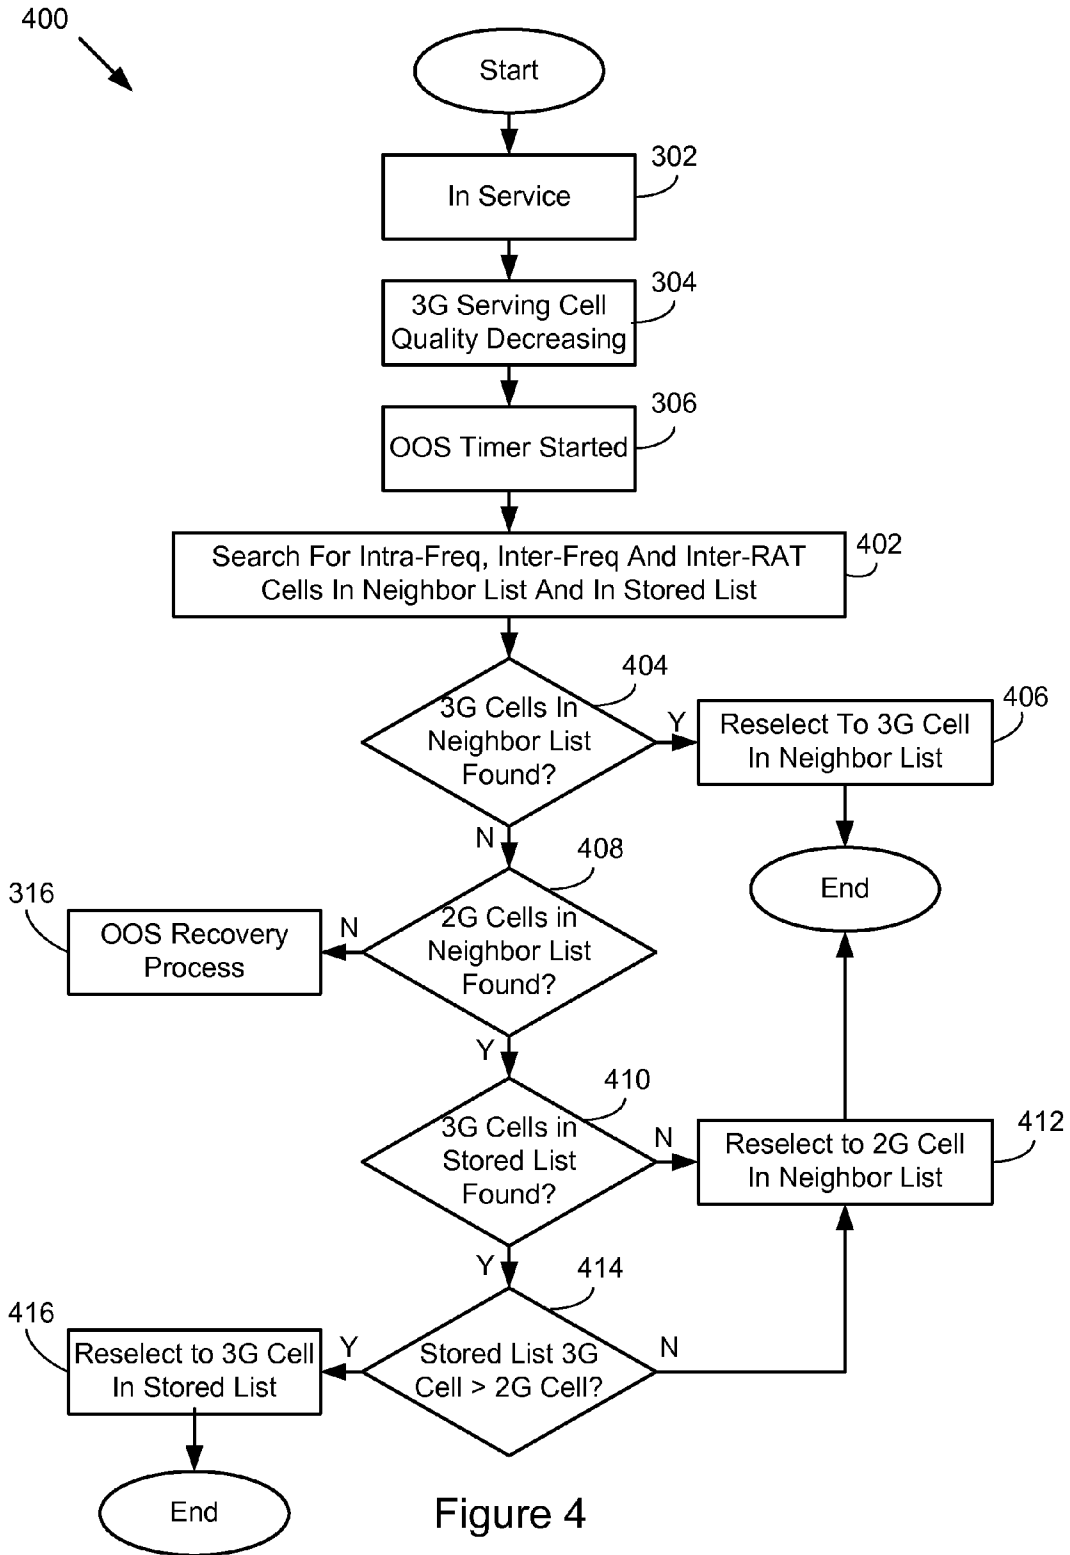 400
Start
302
In Service
304
3G Serving Cell
Quality Decreasing
306
OOS Timer Started
402
Search For Intra-Freq, Inter-Freq And Inter-RAT
Cells In Neighbor List And In Stored List
404
3G Cells In
Neighbor List
Found?
Y
406
Reselect To 3G Cell
In Neighbor List
N
End
408
2G Cells in
Neighbor List
Found?
N
316
OOS Recovery
Process
Y
410
3G Cells in
Stored List
Found?
N
412
Reselect to 2G Cell
In Neighbor List
Y
414
Stored List 3G
Cell > 2G Cell?
N
Y
416
Reselect to 3G Cell
In Stored List
End
Figure 4